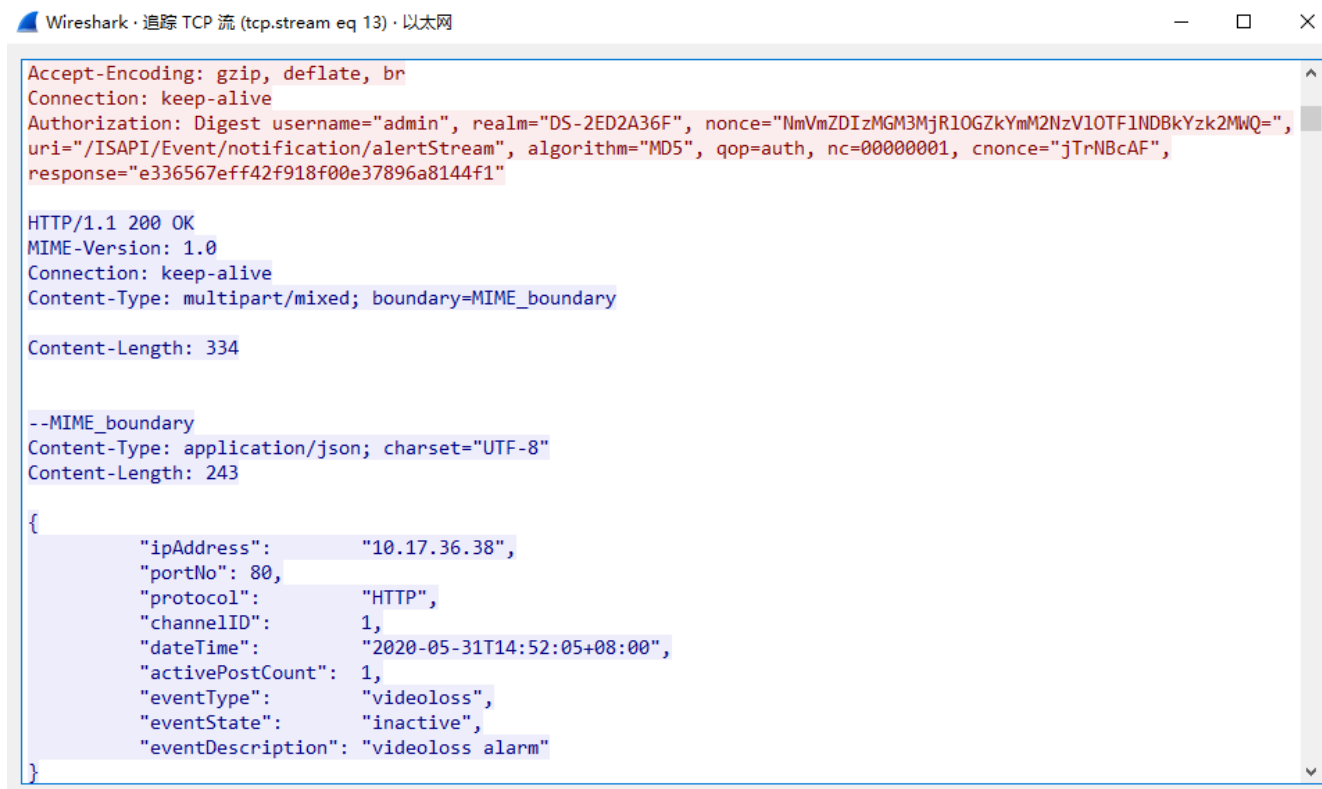 Wireshark · 追踪 TCP 流 (tcp.stream eq 13) · 以太网
Accept-Encoding: gzip, deflate, br
Connection: keep-alive
Authorization: Digest username="admin", realm="DS-2ED2A36F", nonce="NmVmZDIzMGM3MjRlOGZkYmM2NzVlOTFlNDBkYzk2MWQ=",
uri="/ISAPI/Event/notification/alertStream", algorithm="MD5", qop=auth, nc=00000001, cnonce="jTrNBcAF",
response="e336567eff42f918f00e37896a8144f1"
HTTP/1.1 200 OK
MIME-Version: 1.0
Connection: keep-alive
Content-Type: multipart/mixed; boundary=MIME_boundary
Content-Length: 334
--MIME_boundary
Content-Type: application/json; charset="UTF-8"
Content-Length: 243
{
"ipAddress": "10.17.36.38",
"portNo": 80,
"protocol": "HTTP",
"channelID": 1,
"dateTime": "2020-05-31T14:52:05+08:00",
"activePostCount": 1,
"eventType": "videoloss",
"eventState": "inactive",
"eventDescription": "videoloss alarm"
}